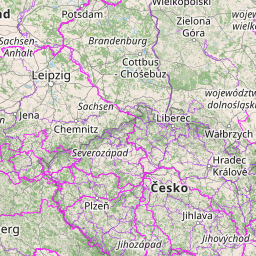 Wielkopolski
Potsdam
Zielona
Góra
Brandenburg
Sachsen-
Anhalt
Cottbus
- Chóśebuz
Leipzig
województwo
dolnośląskie
Sachsen
Jena
Chemnitz
Liberec
Wałbrzych
Severozápad
Hradec
Králové
Česko
Plzeň
Jihlava
Jihozápad
Jihovýchod